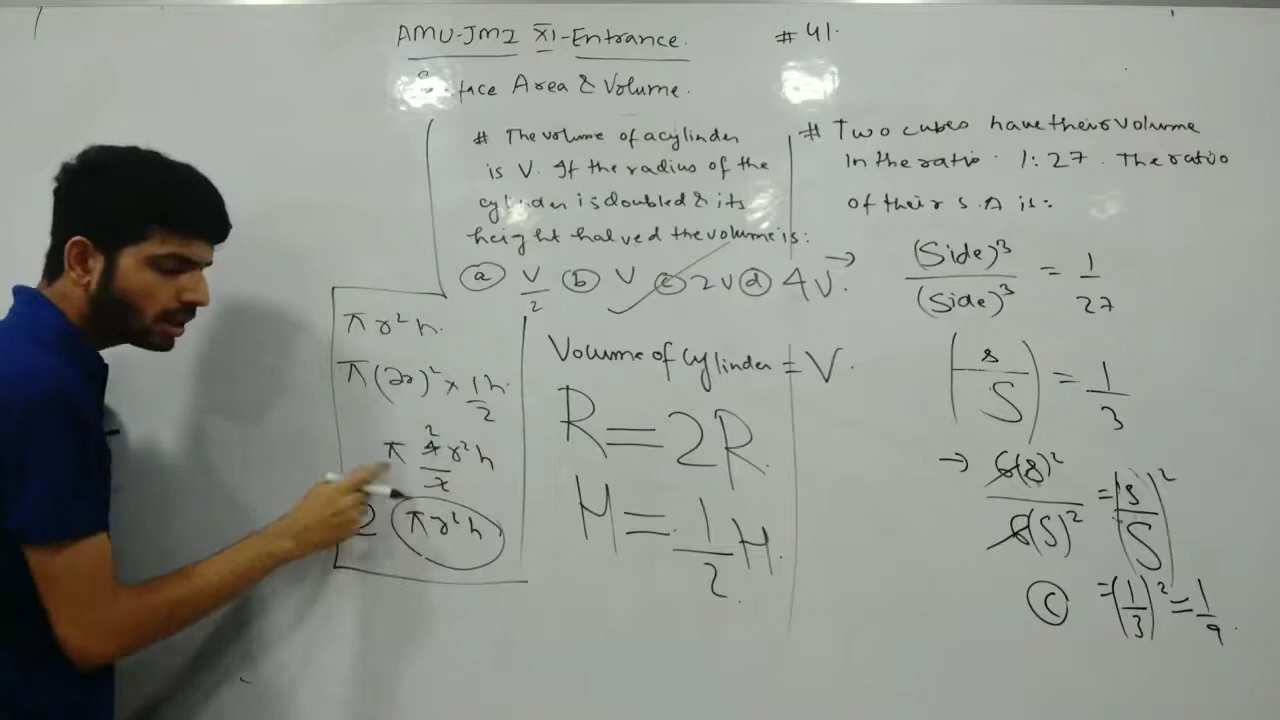 AMU-JMI XI-Entrance. # 41.
face Area & Volume.
# The volume of a cylinder
is V. If the radius of the
cylinder is doubled & its
height halved the volume is:
(a) V/2 (b) V (c) 2V (d) 4V.
πr²h.
π(2r)² × 1h/2
π 4r²h
2
2 πr²h
Volume of cylinder = V.
R = 2R.
H = 1/2 H.
# Two cubes have their volume
In the ratio 1:27. The ratio
of their S.A is:
(Side)³/(Side)³ = 1/27
(s/S) = 1/3
→ 6(s)²/6(S)² = (s/S)²
(c) = (1/3)² = 1/9.